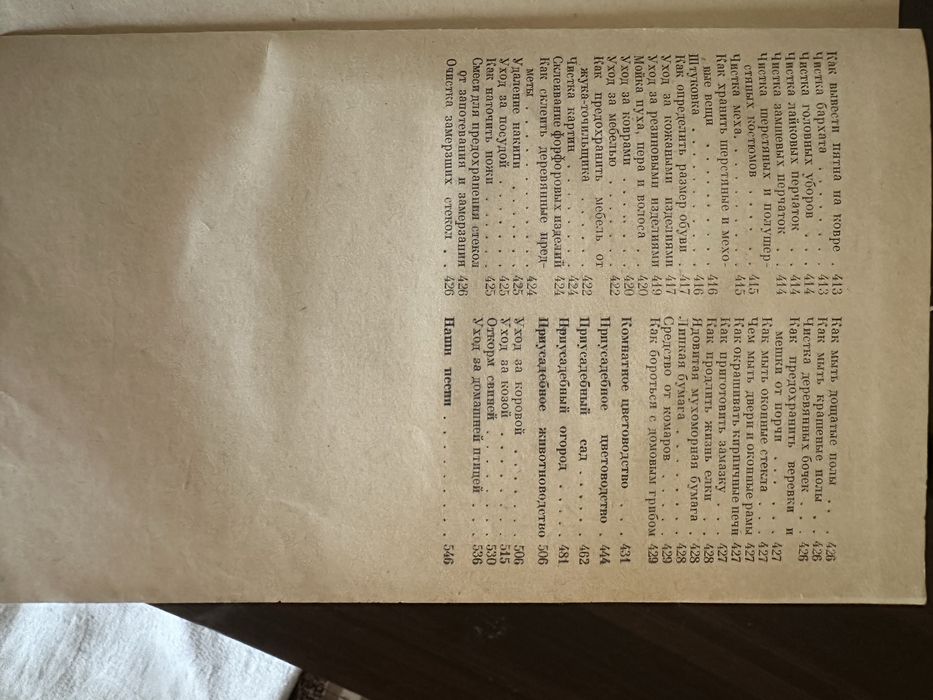 Как вывести пятна на ковре . 413
Чистка бархата . . . . . . 413
Чистка головных уборов . . 414
Чистка лайковых перчаток . 414
Чистка замшевых перчаток . 414
Чистка шерстяных и полушер-
стяных костюмов . . . . 415
Чистка меха. . . . . . . . 415
Как хранить шерстяные и мехо-
вые вещи . . . . . . . . 416
Штуковка . . . . . . . . . 416
Как определить размер обуви . 417
Уход за кожаными изделиями 417
Уход за резиновыми изделиями 419
Мойка пуха, пера и волоса . 420
Уход за коврами . . . . . . 420
Уход за мебелью . . . . . . 422
Как предохранить мебель от
жука-точильщика . . . . 422
Чистка картин . . . . . . . 424
Склеивание форфоровых изделий 424
Как склеить деревянные пред-
меты . . . . . . . . . . 424
Удаление накипи . . . . . 425
Уход за посудой . . . . . . 425
Как наточить ножи . . . . . 425
Смеси для предохранения стекол
от запотевания и замерзания 426
Очистка замерзших стекол . 426
Как мыть дощатые полы . . . 426
Как мыть крашеные полы . . 426
Чистка деревянных бочек . . 426
Как предохранить веревки и
мешки от порчи . . . . . 427
Как мыть оконные стекла . . 427
Чем мыть двери и оконные рамы 427
Как окрашивать кирпичные печи 427
Как приготовить замазку . . 427
Как продлить жизнь елки . . 428
Ядовитая мухоморная бумага . 428
Липкая бумага . . . . . . . 428
Средство от комаров . . . . 429
Как бороться с домовым грибом 429
Комнатное цветоводство . . 431
Приусадебное цветоводство 444
Приусадебный сад . . . . . 462
Приусадебный огород . . . . 481
Приусадебное животноводство 506
Уход за коровой . . . . . 506
Уход за козой . . . . . . 515
Откорм свиней . . . . . . 530
Уход за домашней птицей . 536
Наши песни . . . . . . . . 546